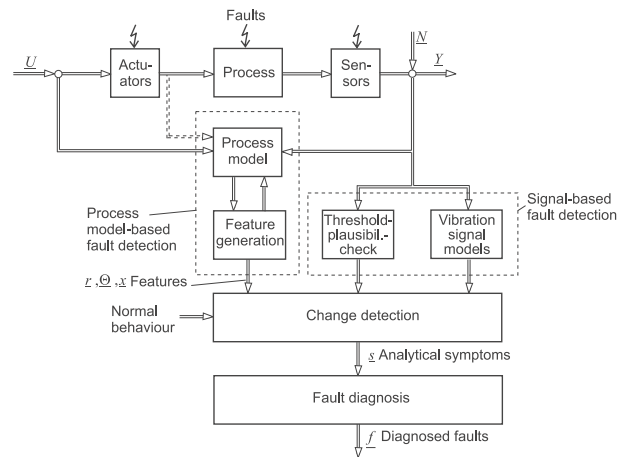 Faults
U
Actu-
ators
Process
Sen-
sors
N
Y
Process
model
Process
model-based
fault detection
Feature
generation
Threshold-
plausibil.-
check
Vibration
signal
models
Signal-based
fault detection
r ,Θ ,x Features
Normal
behaviour
Change detection
s Analytical symptoms
Fault diagnosis
f Diagnosed faults